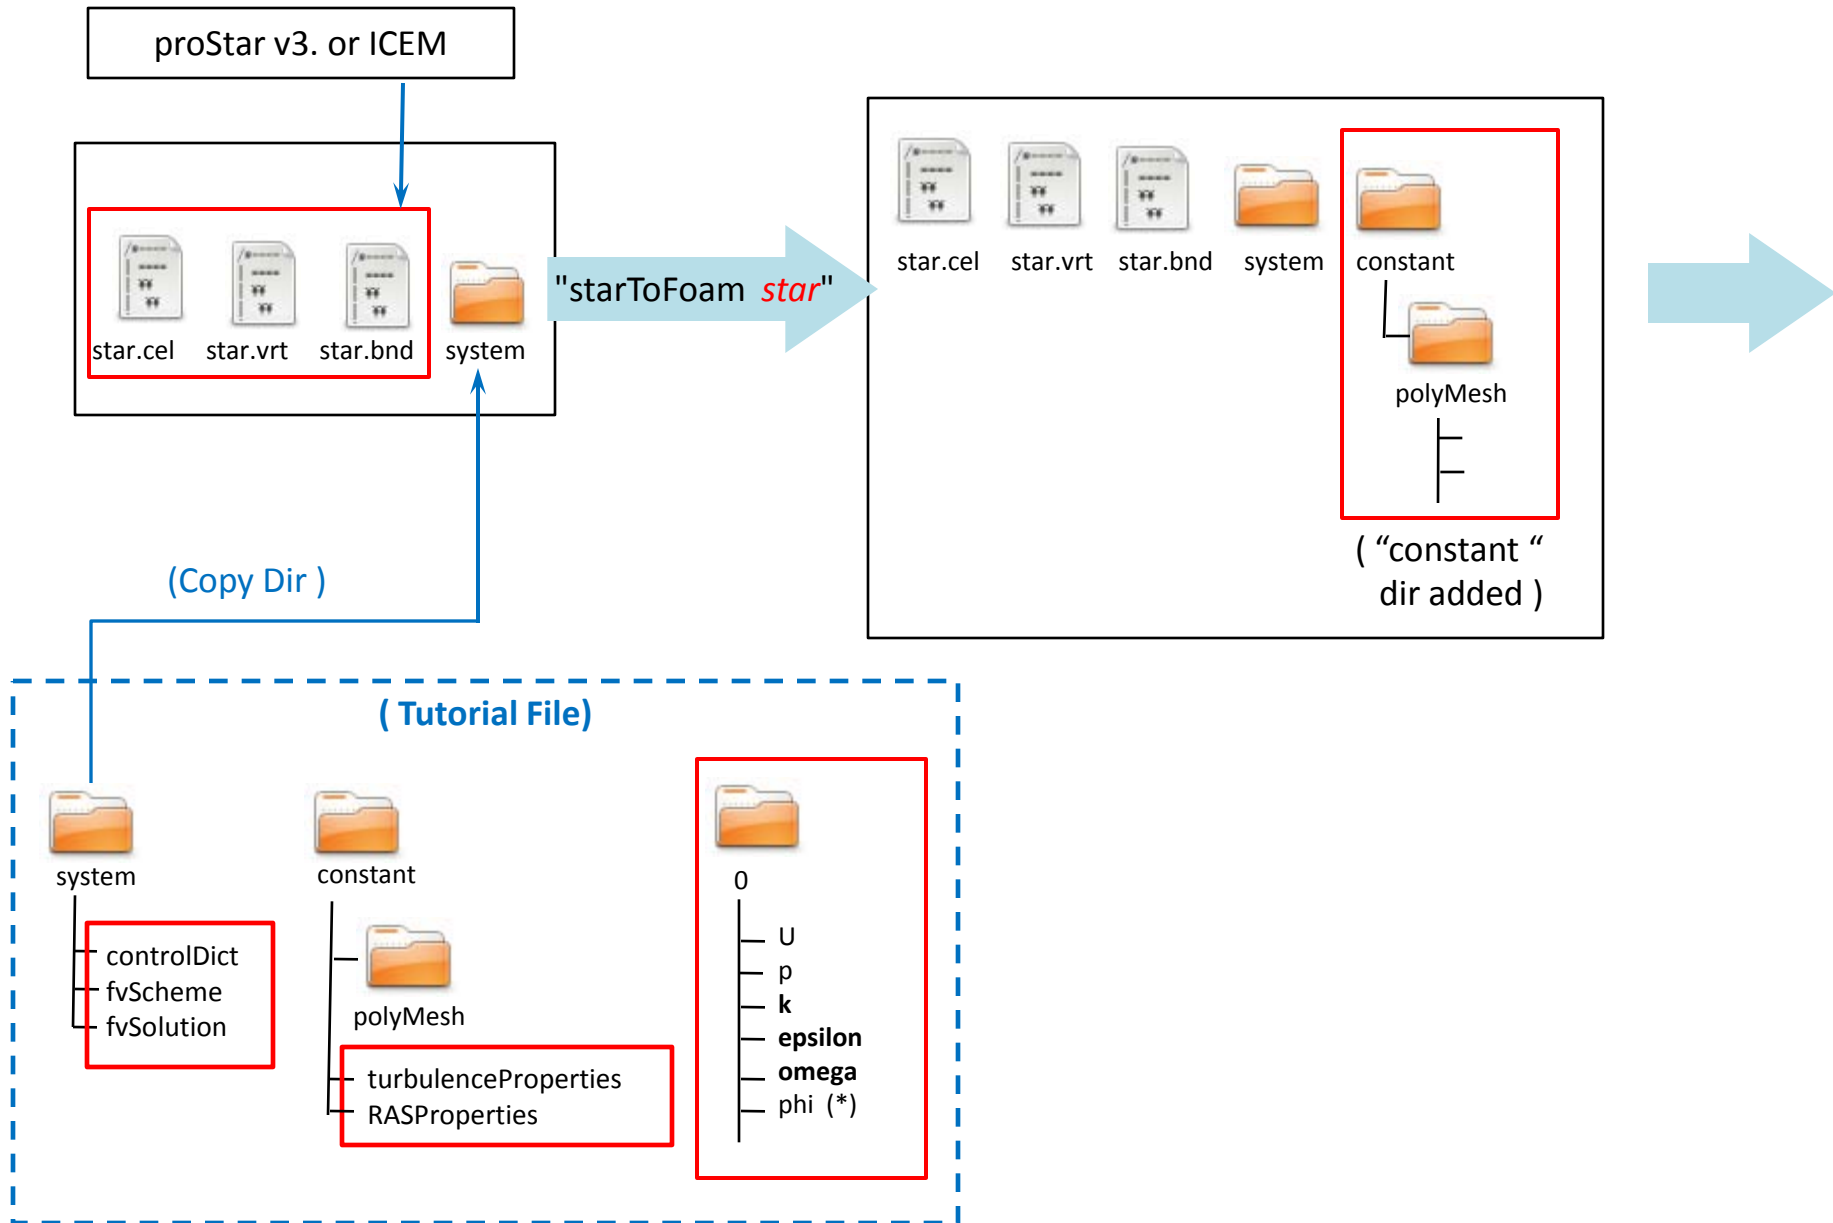 proStar v3. or ICEM
star.cel star.vrt star.bnd system
"starToFoam star"
star.cel star.vrt star.bnd system constant
polyMesh
( “constant “
dir added )
(Copy Dir )
( Tutorial File)
system
controlDict
fvScheme
fvSolution
constant
polyMesh
turbulenceProperties
RASProperties
0
U
p
k
epsilon
omega
phi (*)